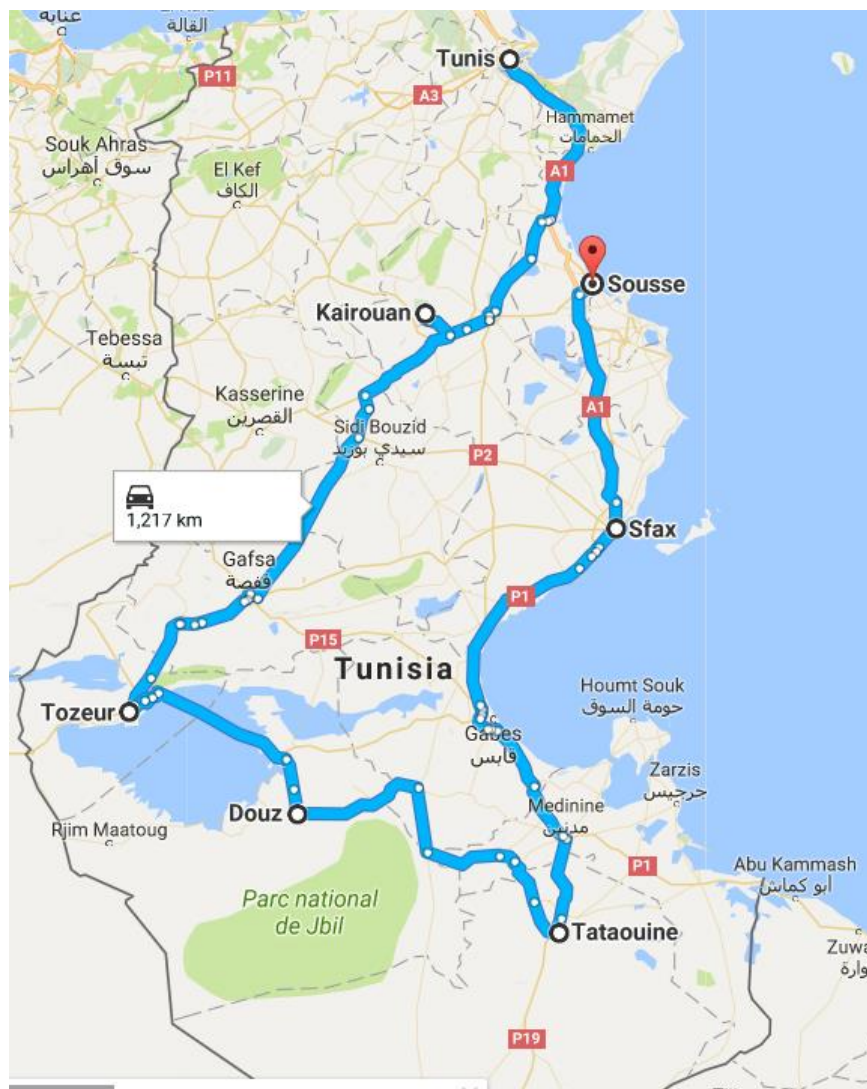 عنابة
القالة
Tunis
P11
A3
Hammamet
الحمامات
Souk Ahras
سوق أهراس
El Kef
الكاف
A1
Sousse
Kairouan
Tebessa
تبسة
Kasserine
القصرين
A1
Sidi Bouzid
سيدي بوزيد
P2
1,217 km
Sfax
Gafsa
قفصة
P1
P15
Tunisia
Houmt Souk
حومة السوق
Tozeur
Gabes
قابس
Zarzis
جرجيس
Douz
Medinine
مدنين
Rjim Maatoug
P1
Abu Kammash
أبو كماش
Parc national
de Jbil
Tataouine
Zuwa
وارة
P19